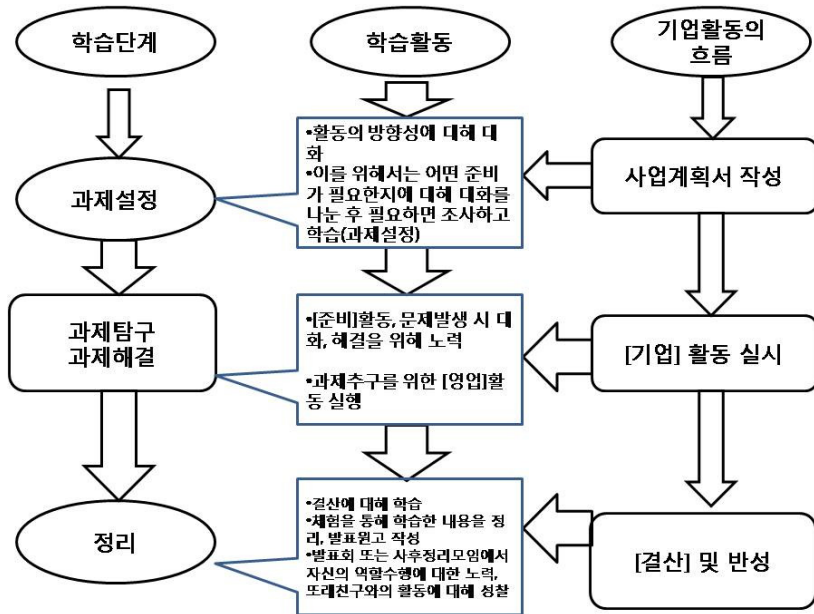 학습단계
학습활동
기업활동의
흐름
•활동의 방향성에 대해 대
화
•이를 위해서는 어떤 준비
가 필요한지에 대해 대화를
나눈 후 필요하면 조사하고
학습(과제설정)
과제설정
사업계획서 작성
과제탐구
과제해결
•[준비]활동, 문제발생 시 대
화, 해결을 위해 노력
•과제추구를 위한 [영업]활
동 실행
[기업] 활동 실시
정리
•결산에 대해 학습
•체험을 통해 학습한 내용을 정
리, 발표원고 작성
•발표회 또는 사후정리모임에서
자신의 역할수행에 대한 노력,
또래친구와의 활동에 대해 성찰
[결산] 및 반성